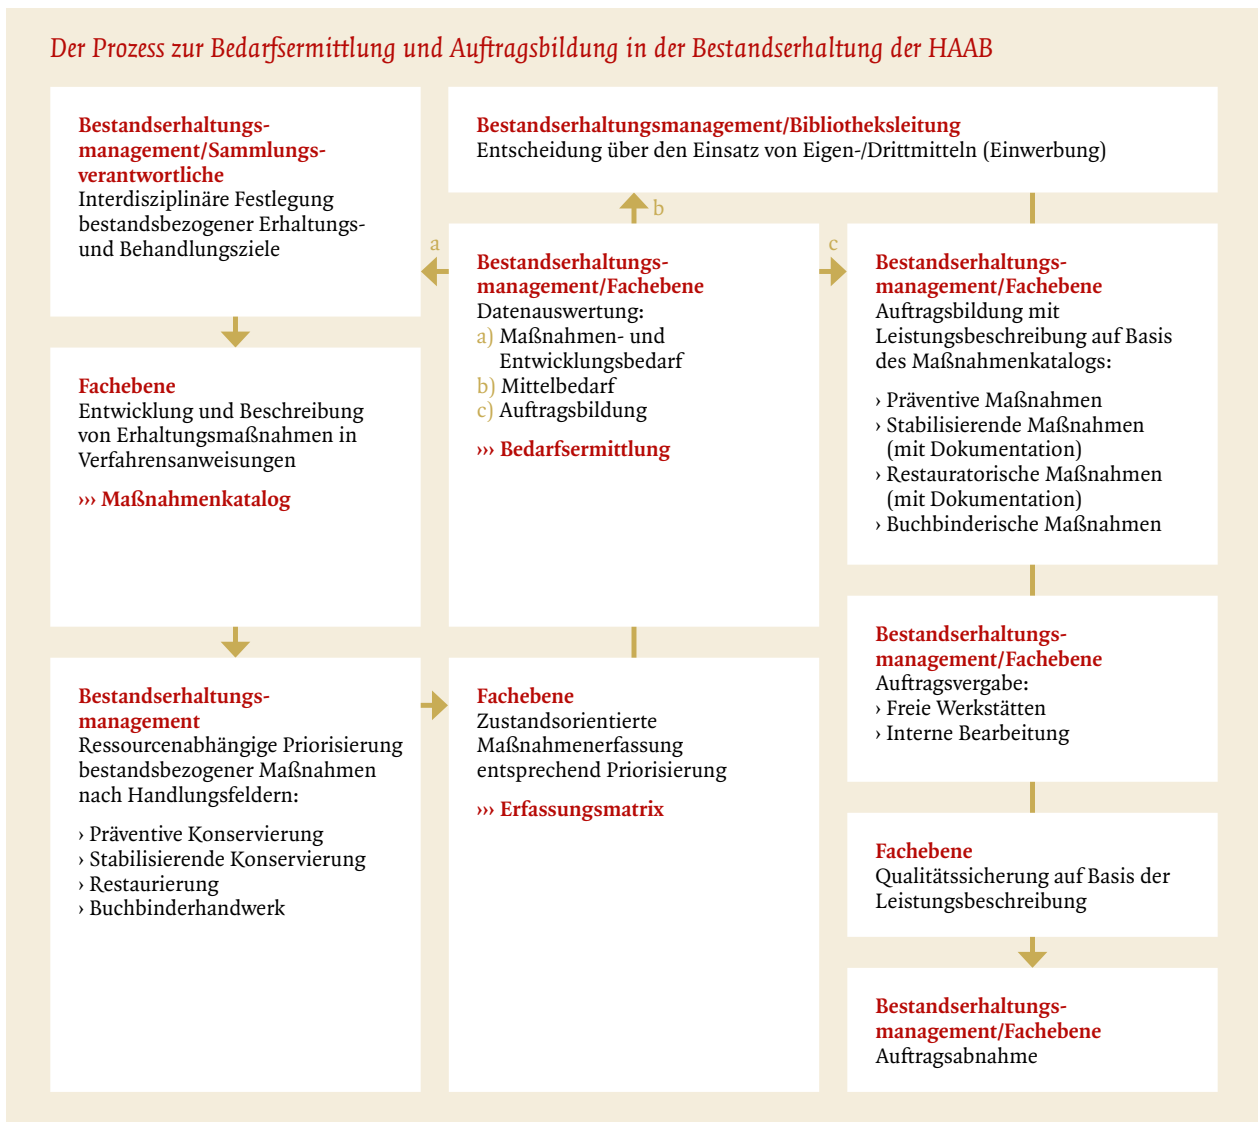 Der Prozess zur Bedarfsermittlung und Auftragsbildung in der Bestandserhaltung der HAAB
Bestandserhaltungs-
management/Sammlungs-
verantwortliche
Interdisziplinäre Festlegung
bestandsbezogener Erhaltungs-
und Behandlungsziele
Fachebene
Entwicklung und Beschreibung
von Erhaltungsmaßnahmen in
Verfahrensanweisungen
››› Maßnahmenkatalog
Bestandserhaltungs-
management
Ressourcenabhängige Priorisierung
bestandsbezogener Maßnahmen
nach Handlungsfeldern:
› Präventive Konservierung
› Stabilisierende Konservierung
› Restaurierung
› Buchbinderhandwerk
Bestandserhaltungsmanagement/Bibliotheksleitung
Entscheidung über den Einsatz von Eigen-/Drittmitteln (Einwerbung)
b
a
c
Bestandserhaltungs-
management/Fachebene
Datenauswertung:
a) Maßnahmen- und
Entwicklungsbedarf
b) Mittelbedarf
c) Auftragsbildung
››› Bedarfsermittlung
Fachebene
Zustandsorientierte
Maßnahmenerfassung
entsprechend Priorisierung
››› Erfassungsmatrix
Bestandserhaltungs-
management/Fachebene
Auftragsbildung mit
Leistungsbeschreibung auf Basis
des Maßnahmenkatalogs:
› Präventive Maßnahmen
› Stabilisierende Maßnahmen
(mit Dokumentation)
› Restauratorische Maßnahmen
(mit Dokumentation)
› Buchbinderische Maßnahmen
Bestandserhaltungs-
management/Fachebene
Auftragsvergabe:
› Freie Werkstätten
› Interne Bearbeitung
Fachebene
Qualitätssicherung auf Basis der
Leistungsbeschreibung
Bestandserhaltungs-
management/Fachebene
Auftragsabnahme